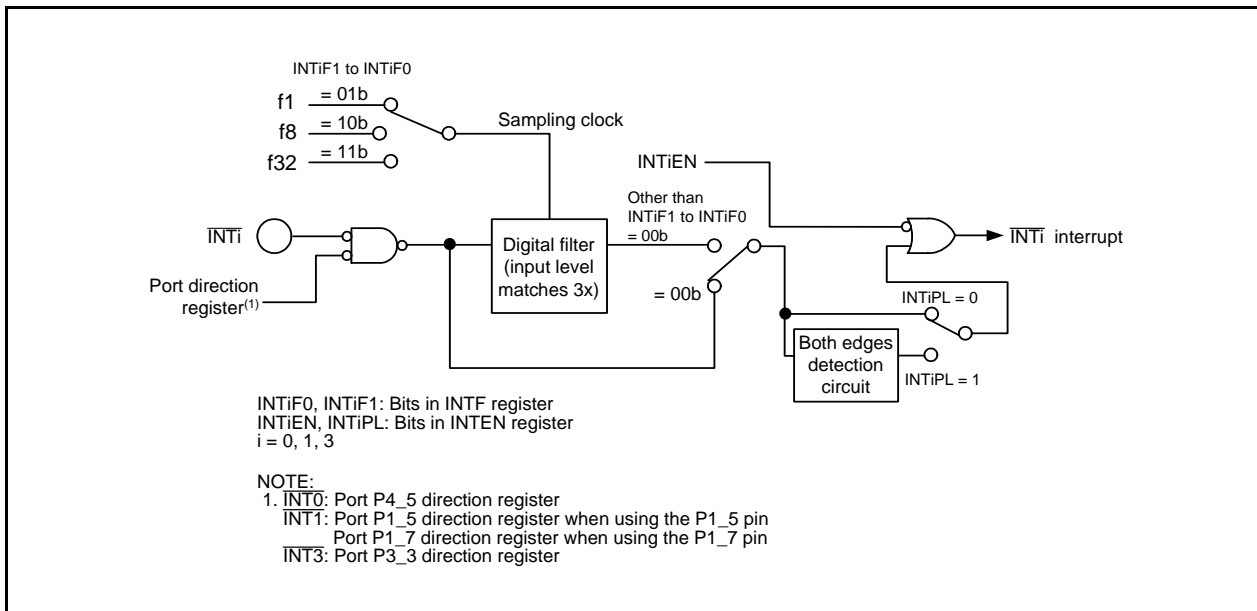 INTiF1 to INTiF0
f1
= 01b
f8
= 10b
f32
= 11b
Sampling clock
INTiEN
Other than
INTiF1 to INTiF0
= 00b
INTi
Digital filter
(input level
matches 3x)
Port direction
register(1)
= 00b
INTi interrupt
INTiPL = 0
Both edges
detection
circuit
INTiPL = 1
INTiF0, INTiF1: Bits in INTF register
INTiEN, INTiPL: Bits in INTEN register
i = 0, 1, 3
NOTE:
1. INT0: Port P4_5 direction register
INT1: Port P1_5 direction register when using the P1_5 pin
Port P1_7 direction register when using the P1_7 pin
INT3: Port P3_3 direction register